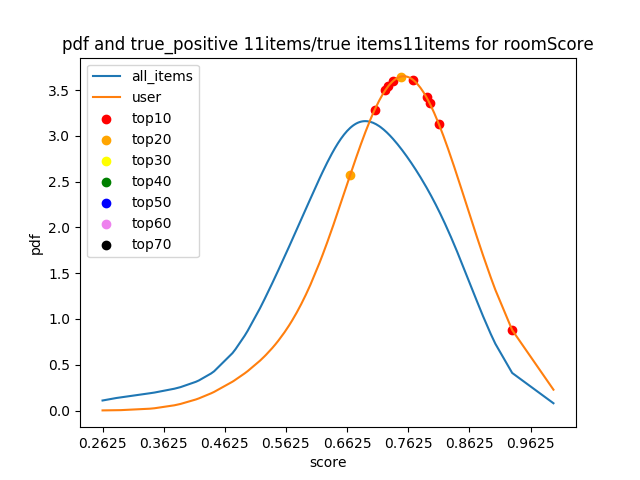 pdf and true_positive 11items/true items11items for roomScore
all_items
user
top10
top20
top30
top40
top50
top60
top70
3.5
3.0
2.5
2.0
1.5
1.0
0.5
0.0
pdf
0.2625 0.3625 0.4625 0.5625 0.6625 0.7625 0.8625 0.9625
score